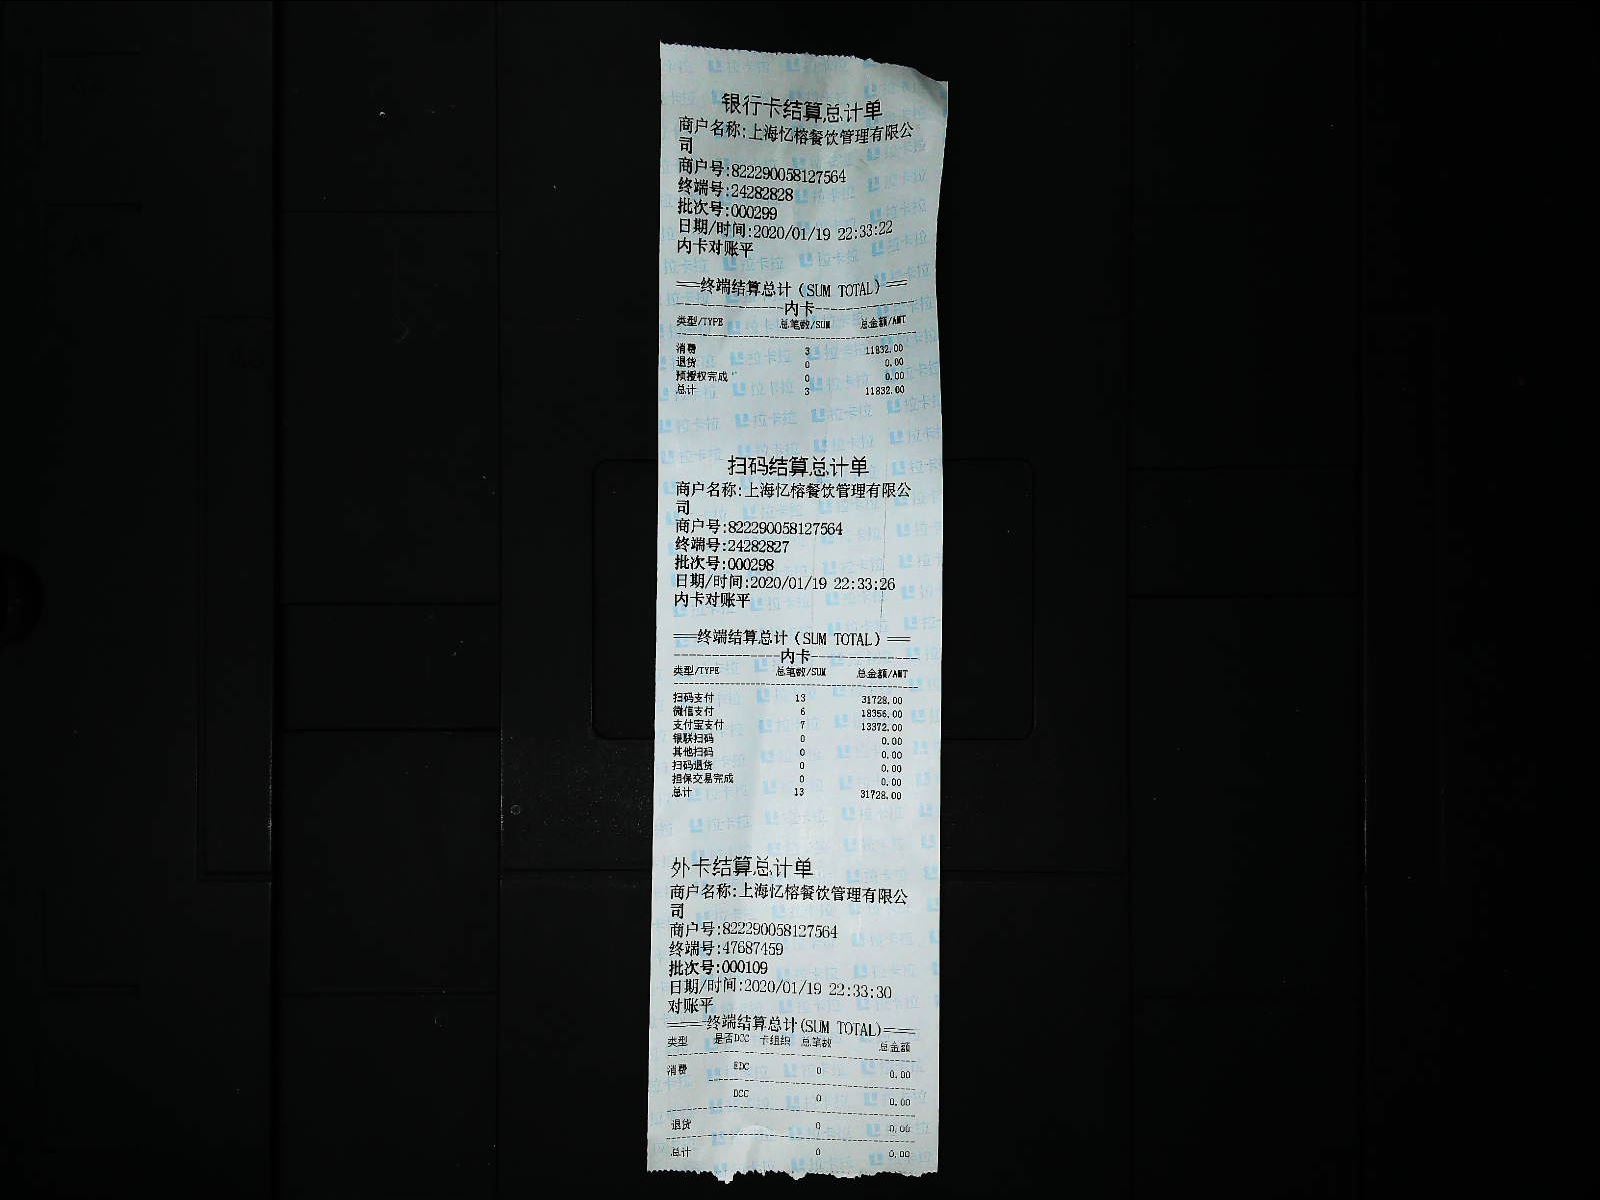 银行卡结算总计单
商户名称:上海忆榕餐饮管理有限公
司
商户号:822290058127564
终端号:24282828
批次号:000299
日期/时间:2020/01/19 22:33:22
内卡对账平
══终端结算总计(SUM TOTAL)══
内卡
类型/TYPE 总笔数/SUM 总金额/AMT
消费 3 11832.00
退货 0 0.00
预授权完成 0 0.00
总计 3 11832.00
扫码结算总计单
商户名称:上海忆榕餐饮管理有限公
司
商户号:822290058127564
终端号:24282827
批次号:000298
日期/时间:2020/01/19 22:33:26
内卡对账平
══终端结算总计(SUM TOTAL)══
内卡
类型/TYPE 总笔数/SUM 总金额/AMT
扫码支付 13 31728.00
微信支付 6 18356.00
支付宝支付 7 13372.00
银联扫码 0 0.00
其他扫码 0 0.00
扫码退货 0 0.00
担保交易完成 0 0.00
总计 13 31728.00
外卡结算总计单
商户名称:上海忆榕餐饮管理有限公
司
商户号:822290058127564
终端号:47687459
批次号:000109
日期/时间:2020/01/19 22:33:30
对账平
═══终端结算总计(SUM TOTAL)═══
类型 是否DCC 卡组织 总笔数 总金额
消费 EDC 0 0.00
DCC 0 0.00
退货 0 0.00
总计 0 0.00